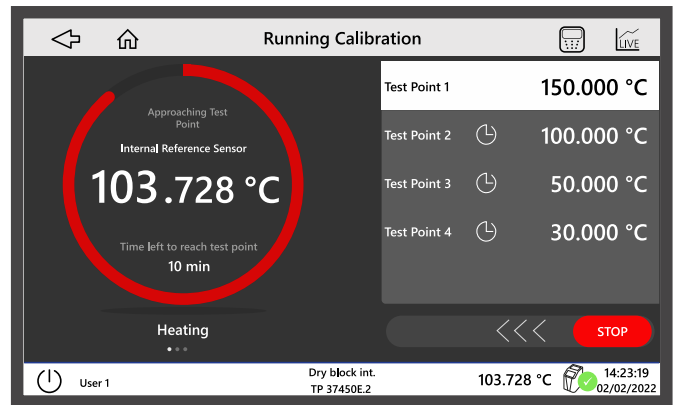 Running Calibration
LIVE
Approaching Test
Point
Internal Reference Sensor
103.728 °C
Time left to reach test point
10 min
Heating
Test Point 1 150.000 °C
Test Point 2 100.000 °C
Test Point 3 50.000 °C
Test Point 4 30.000 °C
STOP
User 1
Dry block int.
TP 37450E.2
103.728 °C
14:23:19
02/02/2022